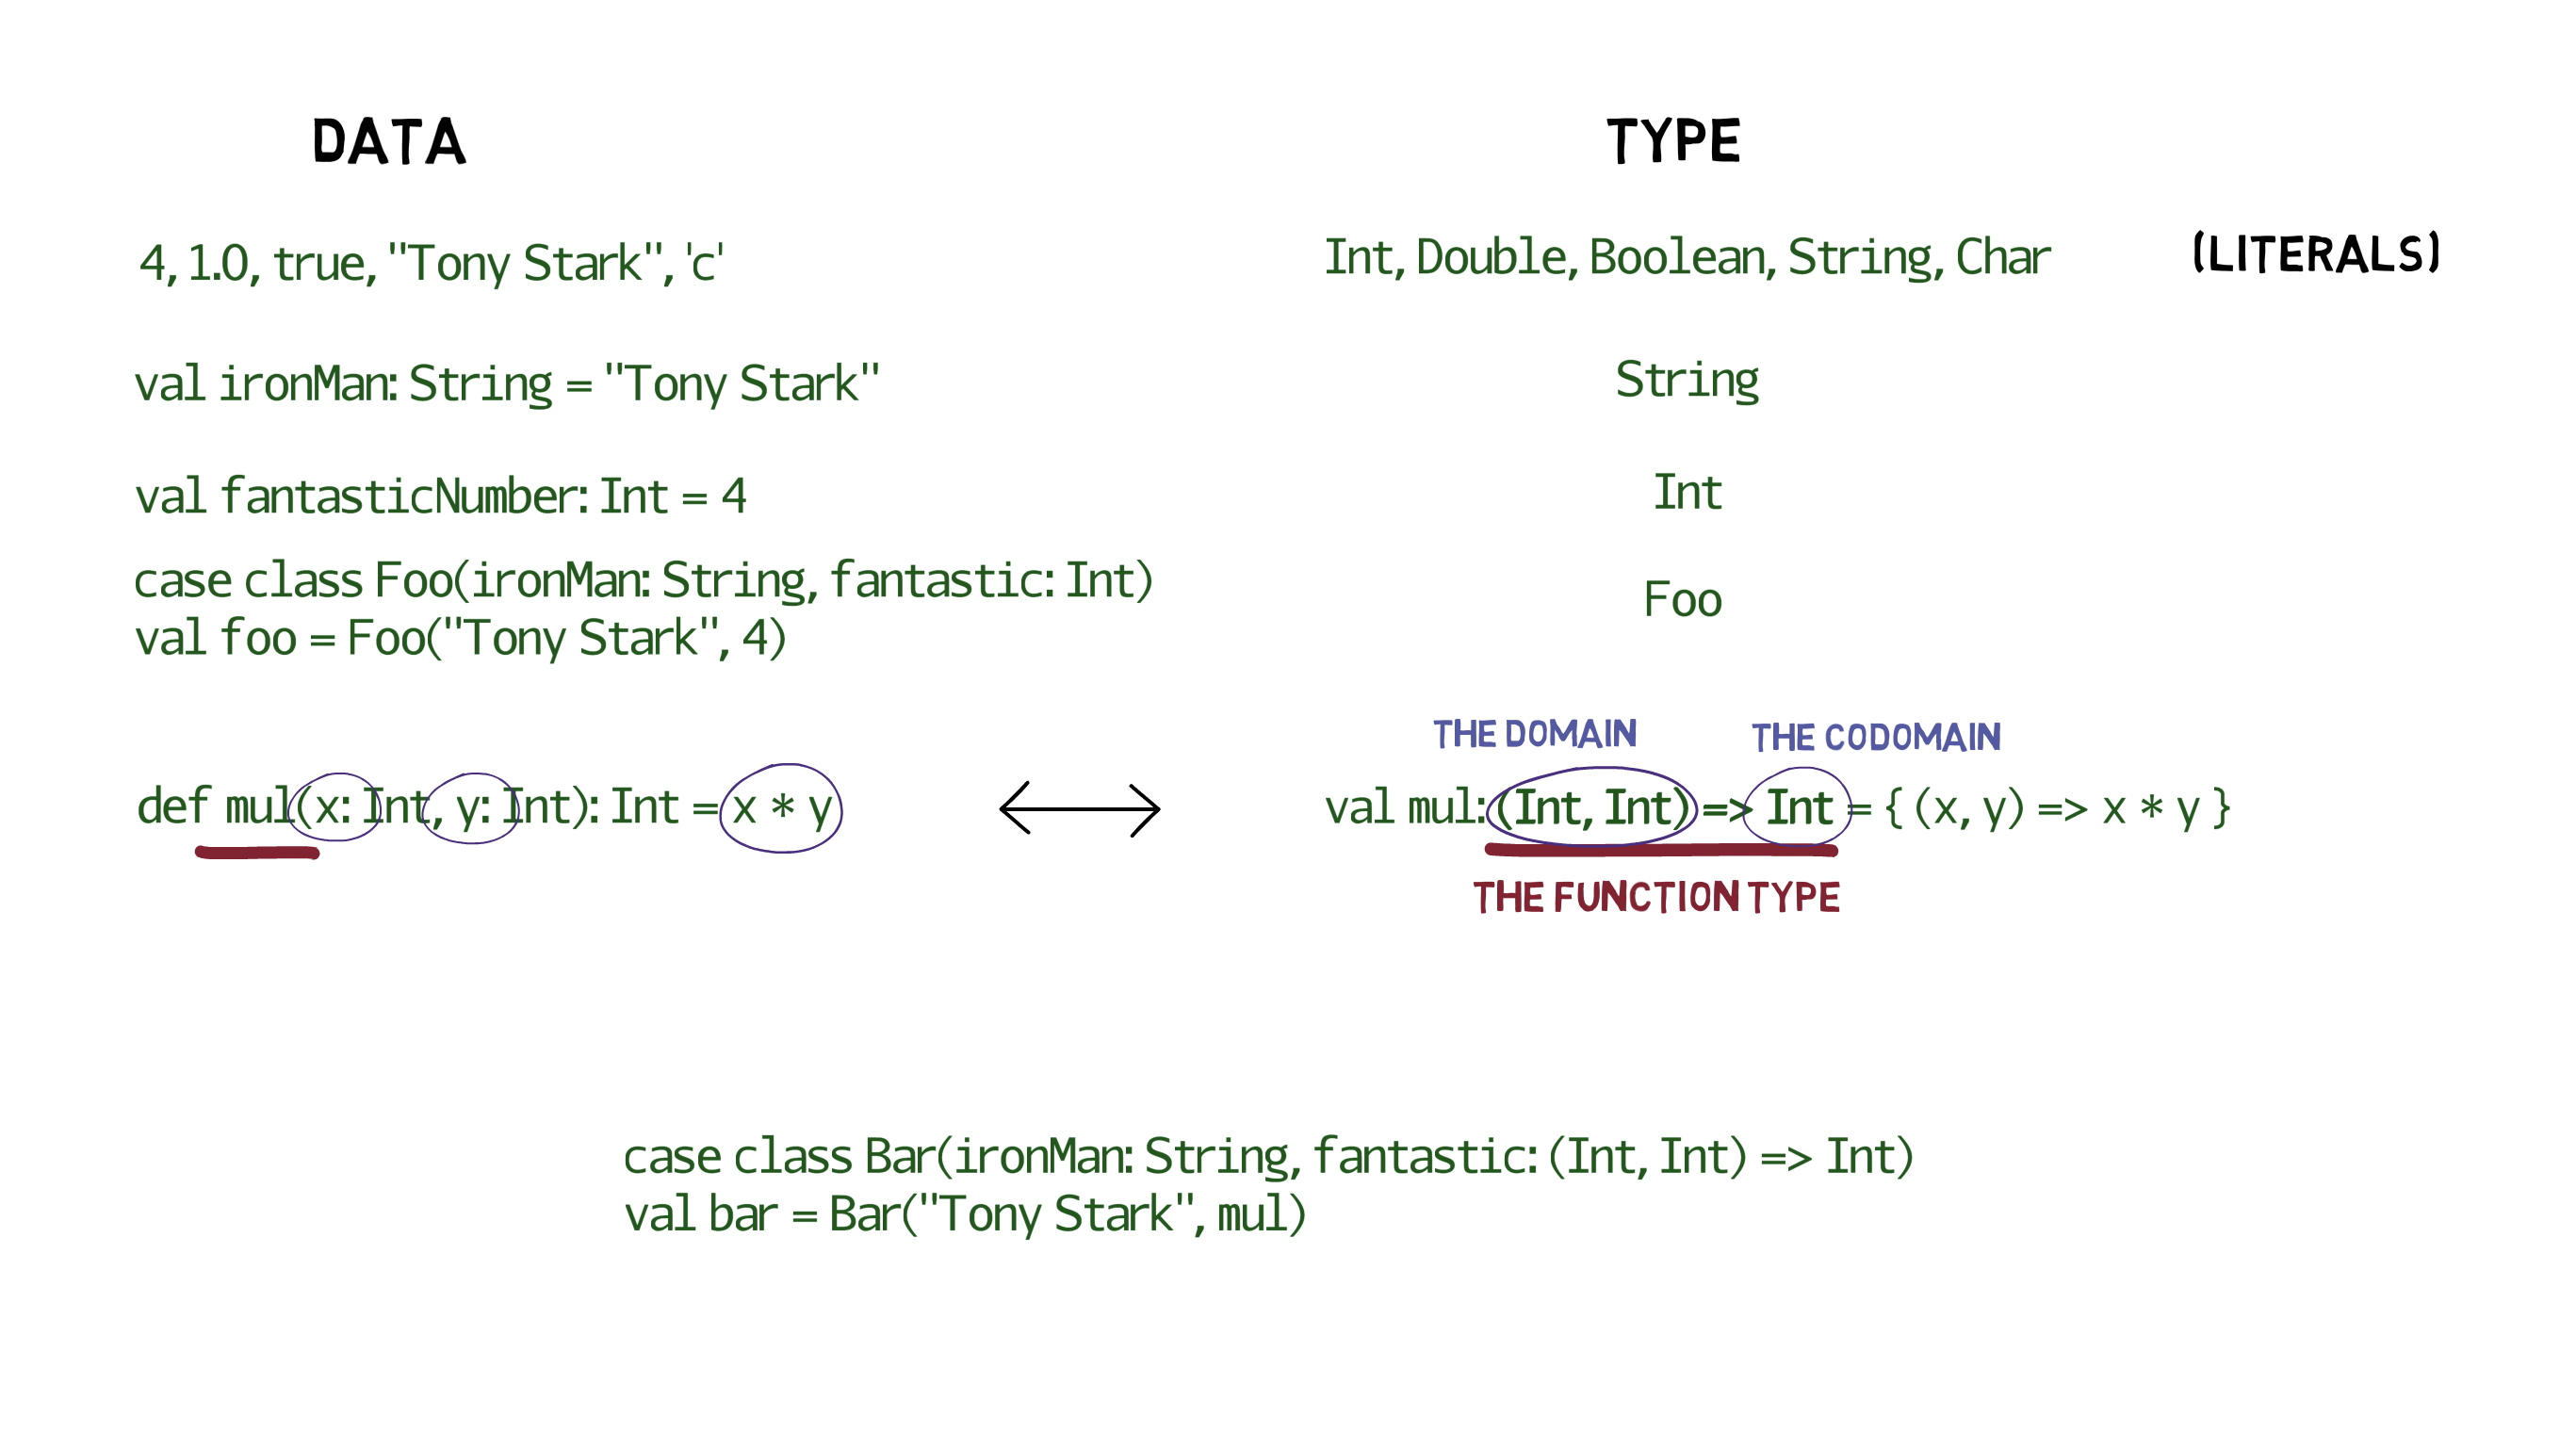 DATA
TYPE
4, 1.0, true, "Tony Stark", 'c'
Int, Double, Boolean, String, Char
(LITERALS)
val ironMan: String = "Tony Stark"
String
val fantasticNumber: Int = 4
Int
case class Foo(ironMan: String, fantastic: Int)
val foo = Foo("Tony Stark", 4)
Foo
THE DOMAIN
THE CODOMAIN
def mul(x: Int, y: Int): Int = x * y
val mul: (Int, Int) => Int = { (x, y) => x * y }
THE FUNCTION TYPE
case class Bar(ironMan: String, fantastic: (Int, Int) => Int)
val bar = Bar("Tony Stark", mul)